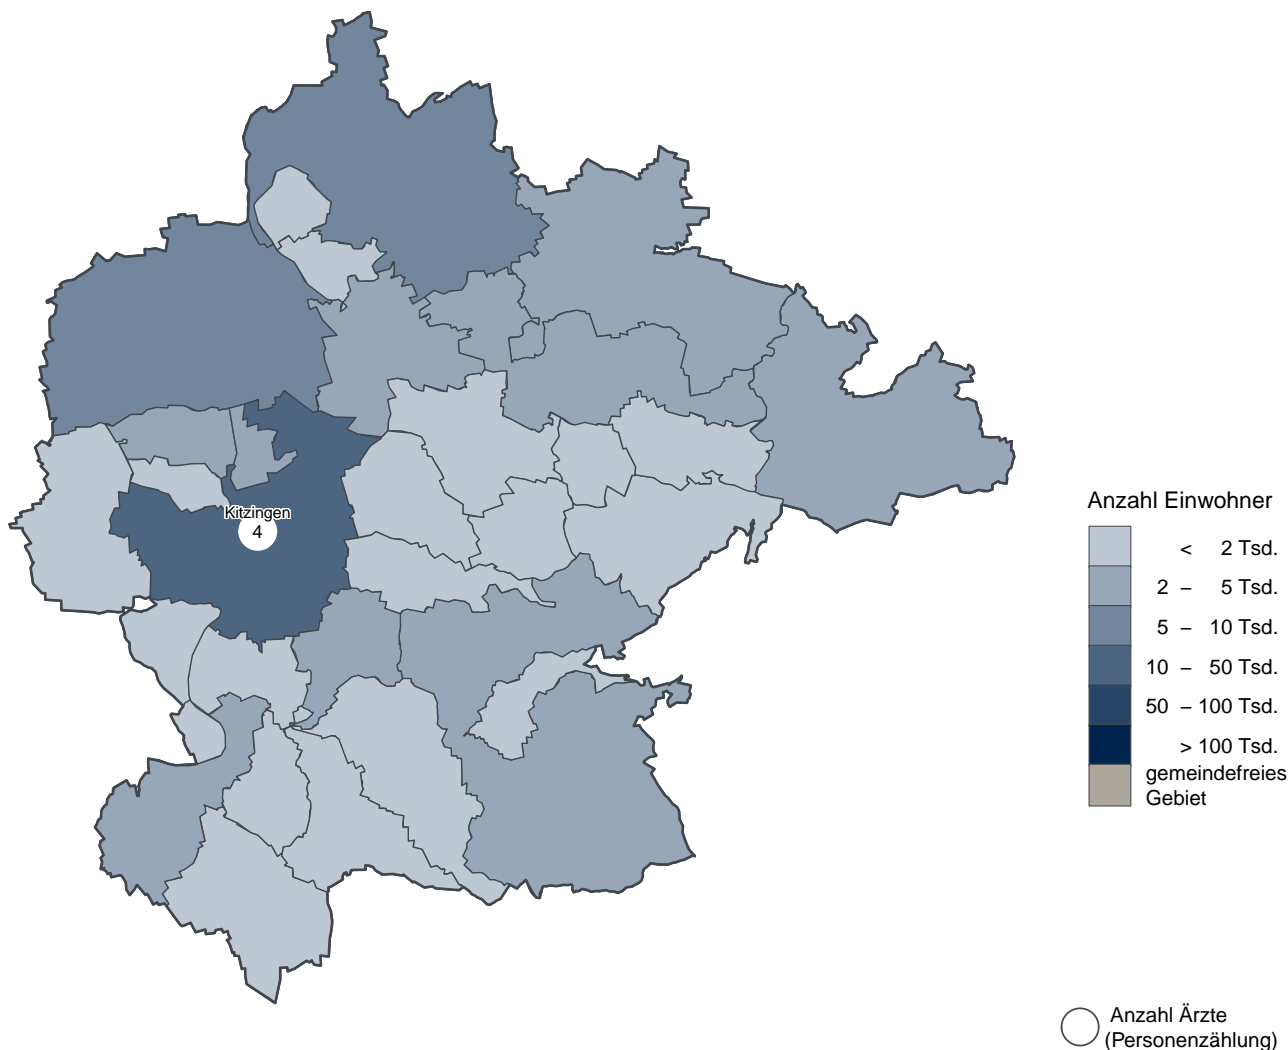 Kitzingen
4
Anzahl Einwohner
< 2 Tsd.
2 – 5 Tsd.
5 – 10 Tsd.
10 – 50 Tsd.
50 – 100 Tsd.
> 100 Tsd.
gemeindefreies
Gebiet
Anzahl Ärzte
(Personenzählung)